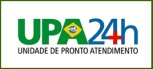 UPA24h
UNIDADE DE PRONTO ATENDIMENTO